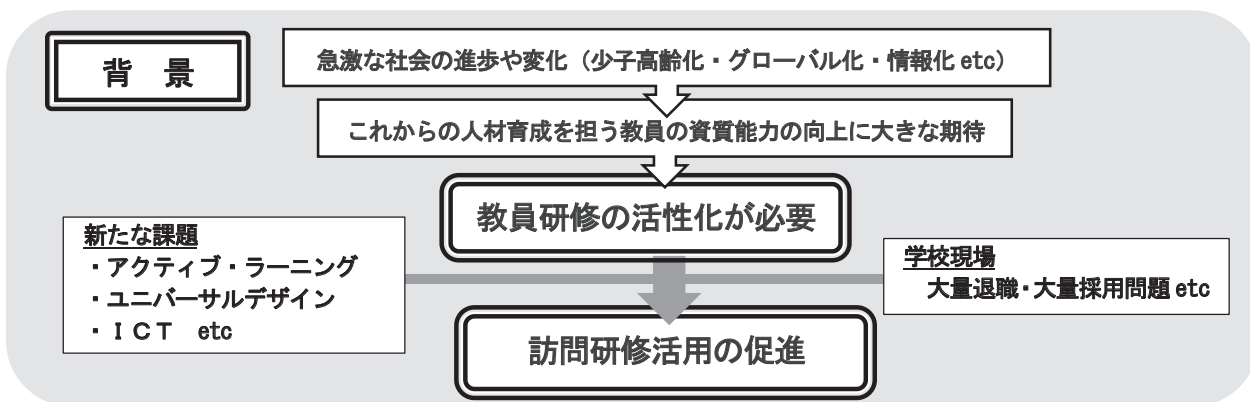 背 景
急激な社会の進歩や変化（少子高齢化・グローバル化・情報化 etc）
これからの人材育成を担う教員の資質能力の向上に大きな期待
教員研修の活性化が必要
新たな課題
・アクティブ・ラーニング
・ユニバーサルデザイン
・ＩＣＴ etc
学校現場
大量退職・大量採用問題 etc
訪問研修活用の促進